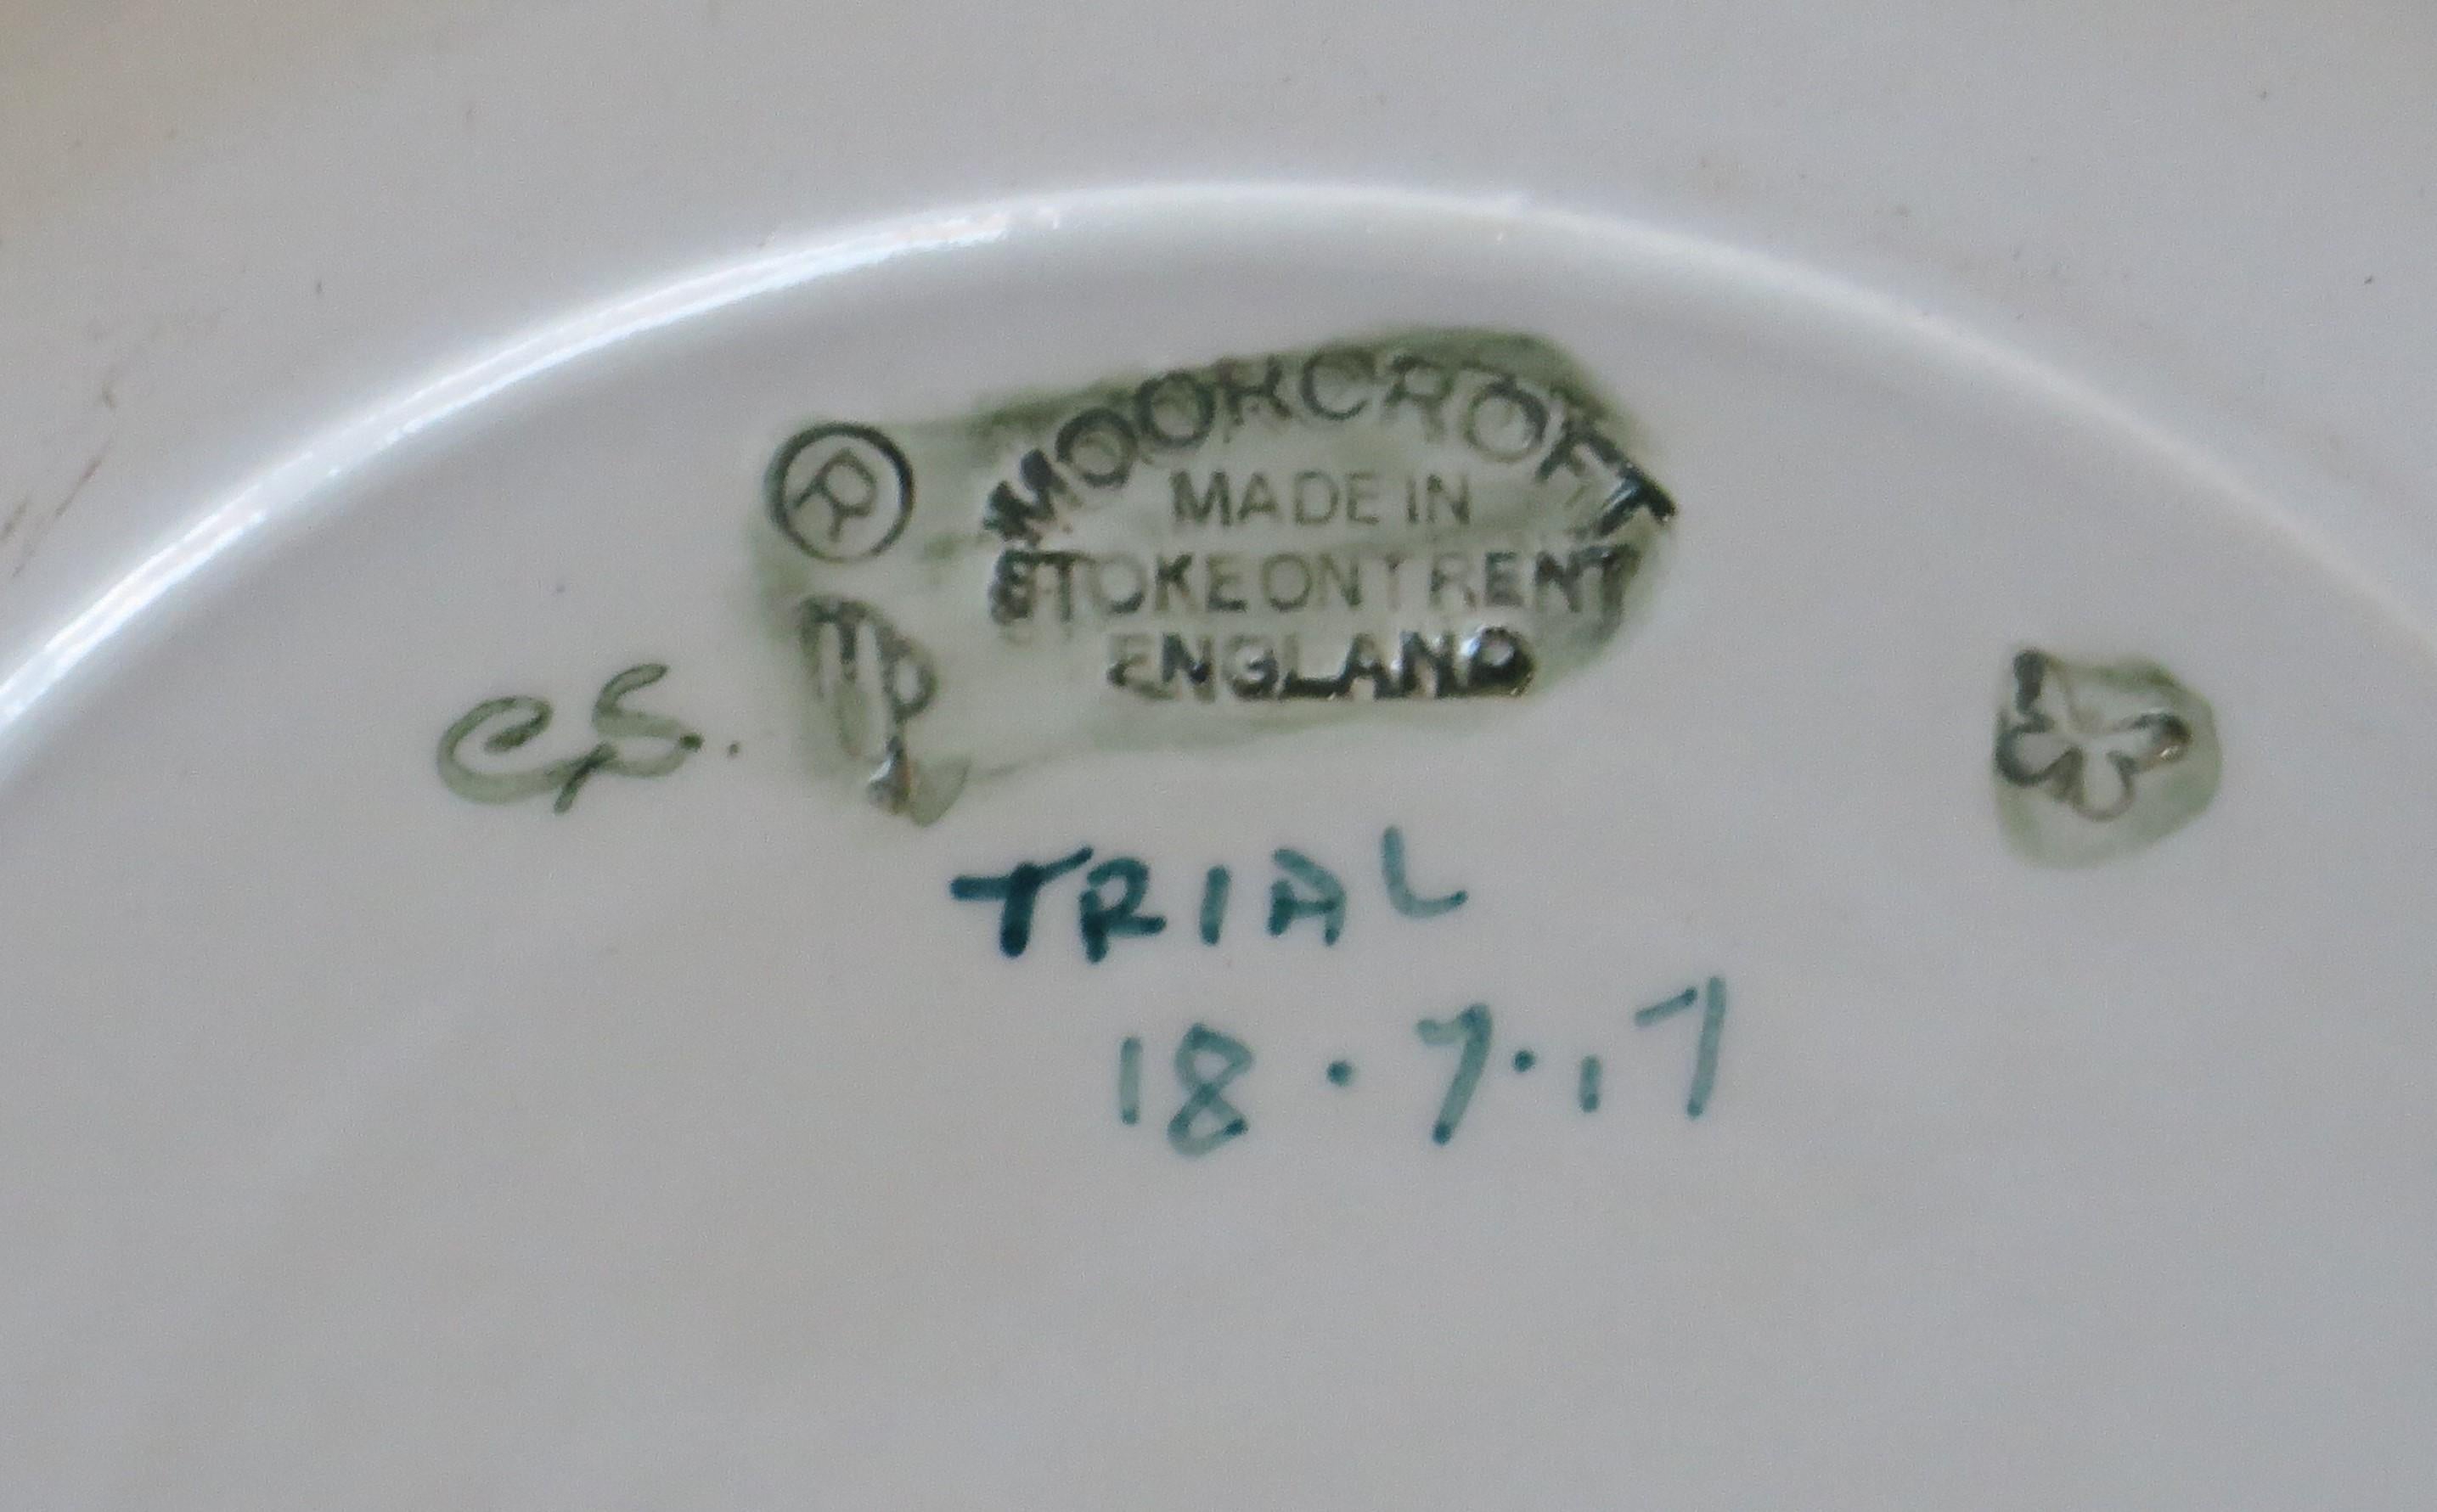 ®
MOORCROFT
MADE IN
STOKE ON TRENT
ENGLAND
C.S.
TRIAL
18.7.17